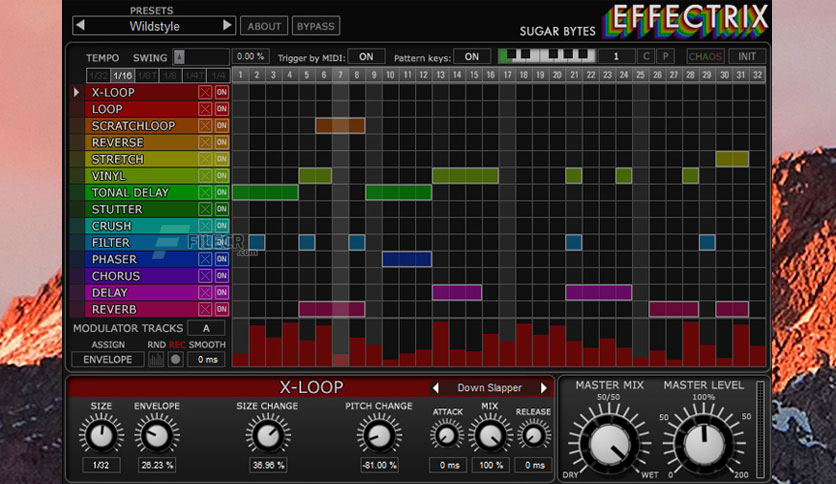 PRESETS
Wildstyle
ABOUT
BYPASS
SUGAR BYTES
EFFECTRIX
TEMPO SWING 0.00 % Trigger by MIDI: ON Pattern keys: ON 1 C P CHAOS INIT
1/32 1/16 1/8T 1/8 1/4T 1/4
1 2 3 4 5 6 7 8 9 10 11 12 13 14 15 16 17 18 19 20 21 22 23 24 25 26 27 28 29 30 31 32
X-LOOP ON
LOOP ON
SCRATCHLOOP ON
REVERSE ON
STRETCH ON
VINYL ON
TONAL DELAY ON
STUTTER ON
CRUSH ON
FILTER ON
FILECR
.com
PHASER ON
CHORUS ON
DELAY ON
REVERB ON
MODULATOR TRACKS A
ASSIGN RND REC SMOOTH
ENVELOPE 0 ms
X-LOOP Down Slapper
SIZE ENVELOPE SIZE CHANGE PITCH CHANGE ATTACK MIX RELEASE
1/32 26.23 % 36.96 % -81.00 % 0 ms 100 % 0 ms
MASTER MIX MASTER LEVEL
50/50 100%
50 50
DRY WET 0 200